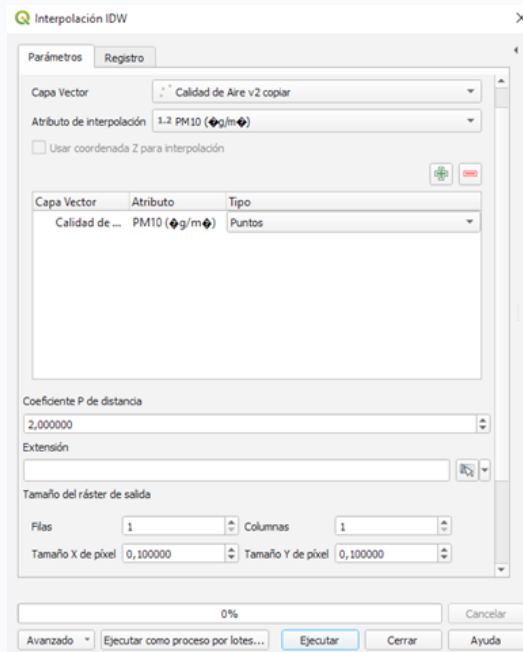 Interpolación IDW
Parámetros Registro
Capa Vector Calidad de Aire v2 copiar
Atributo de interpolación 1.2 PM10 (�g/m�)
Usar coordenada Z para interpolación
Capa Vector Atributo Tipo
Calidad de ... PM10 (�g/m�) Puntos
Coeficiente P de distancia
2,000000
Extensión
Tamaño del ráster de salida
Filas 1 Columnas 1
Tamaño X de píxel 0,100000 Tamaño Y de píxel 0,100000
0% Cancelar
Avanzado Ejecutar como proceso por lotes... Ejecutar Cerrar Ayuda